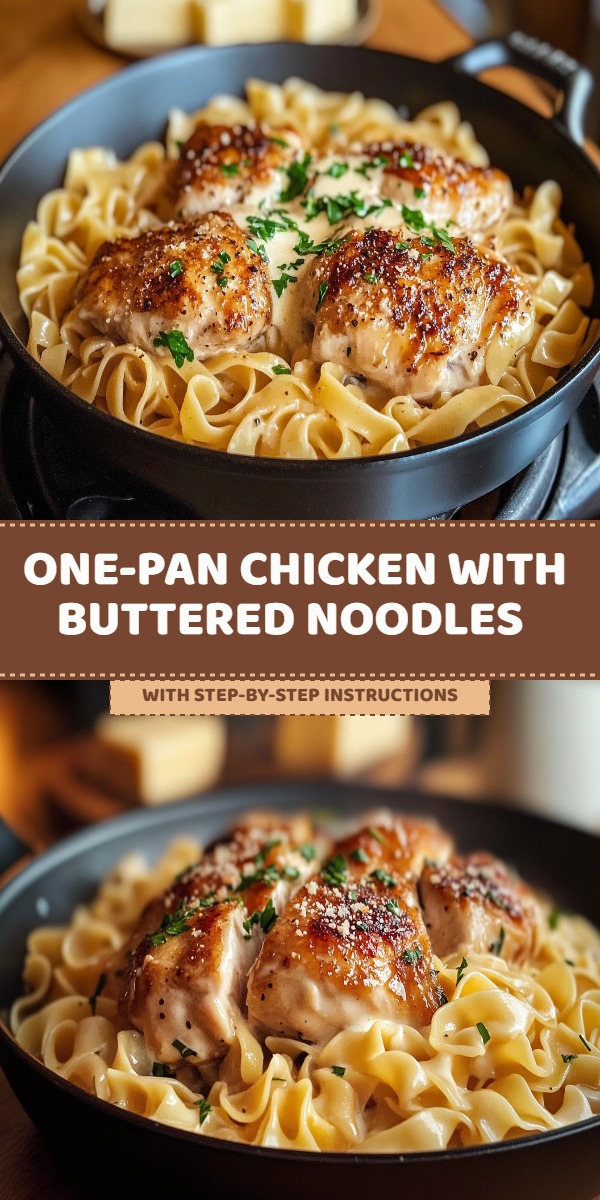 ONE-PAN CHICKEN WITH
BUTTERED NOODLES
WITH STEP-BY-STEP INSTRUCTIONS